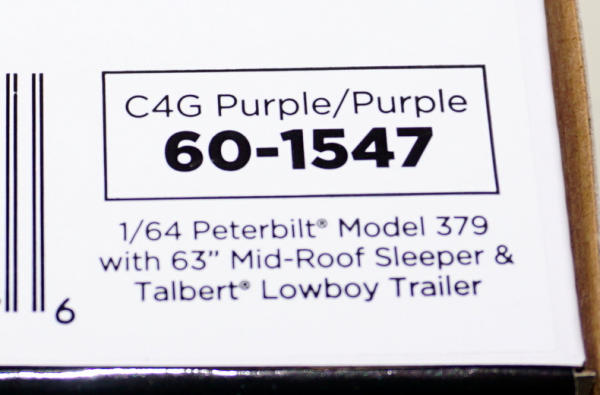 C4G Purple/Purple
60-1547
1/64 Peterbilt® Model 379
with 63” Mid-Roof Sleeper &
Talbert® Lowboy Trailer
6